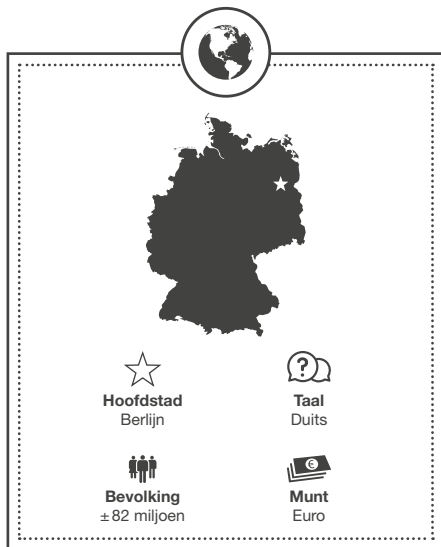 Hoofdstad
Berlijn
Taal
Duits
Bevolking
± 82 miljoen
Munt
Euro